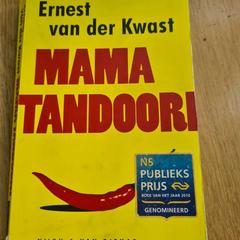 Ernest
van der Kwast
MAMA
TANDOORI
NS
PUBLIEKS
PRIJS
BOEK VAN HET JAAR 2010
GENOMINEERD